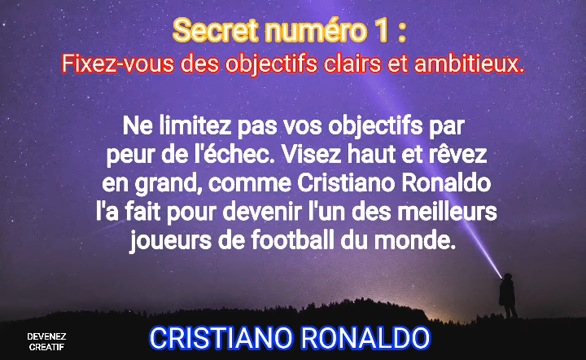 Secret numéro 1 :
Fixez-vous des objectifs clairs et ambitieux.
Ne limitez pas vos objectifs par
peur de l'échec. Visez haut et rêvez
en grand, comme Cristiano Ronaldo
l'a fait pour devenir l'un des meilleurs
joueurs de football du monde.
DEVENEZ
CREATIF
CRISTIANO RONALDO